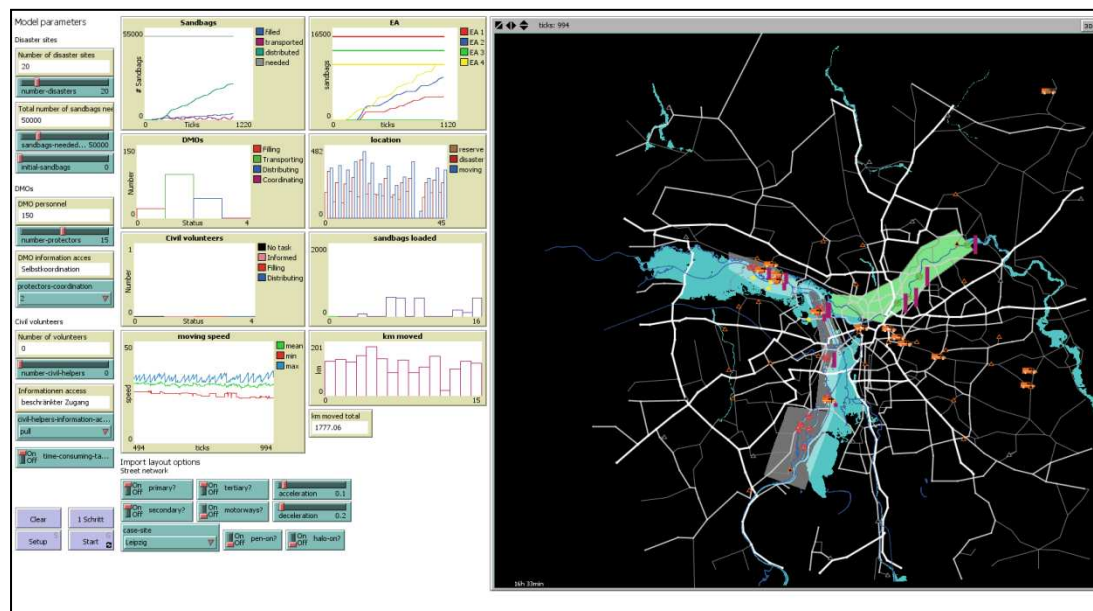 Model parameters
Disaster sites
Number of disaster sites
20
number-disasters 20
Total number of sandbags nee
50000
sandbags-needed... 50000
initial-sandbags 0
DMOs
DMO personnel
150
number-protectors 15
DMO information acces
Selbstkoordination
protectors-coordination
2
Civil volunteers
Number of volunteers
0
number-civil-helpers 0
Informationen access
beschränkter Zugang
civil-helpers-information-ac...
pull
On
Off
time-consuming-ta...
Clear
1 Schritt
Setup
Start
Sandbags
55000
# Sandbags
0
0
Ticks
1220
filled
transported
distributed
needed
EA
16500
sandbags
0
0
ticks
1120
EA 1
EA 2
EA 3
EA 4
DMOs
150
Number
0
0
Status
4
Filling
Transporting
Distributing
Coordinating
location
482
0
0
45
reserve
disaster
moving
Civil volunteers
1
Number
0
0
Status
4
No task
Informed
Filling
Distributing
sandbags loaded
2000
0
0
16
moving speed
50
speed
0
494
ticks
994
mean
min
max
km moved
201
km
0
0
15
km moved total
1777.06
Import layout options
Street network
On
Off
primary?
On
Off
tertiary?
acceleration 0.1
On
Off
secondary?
On
Off
motorways?
deceleration 0.2
case-site
Leipzig
On
Off
pen-on?
On
Off
halo-on?
ticks: 994
3D
16h 33min